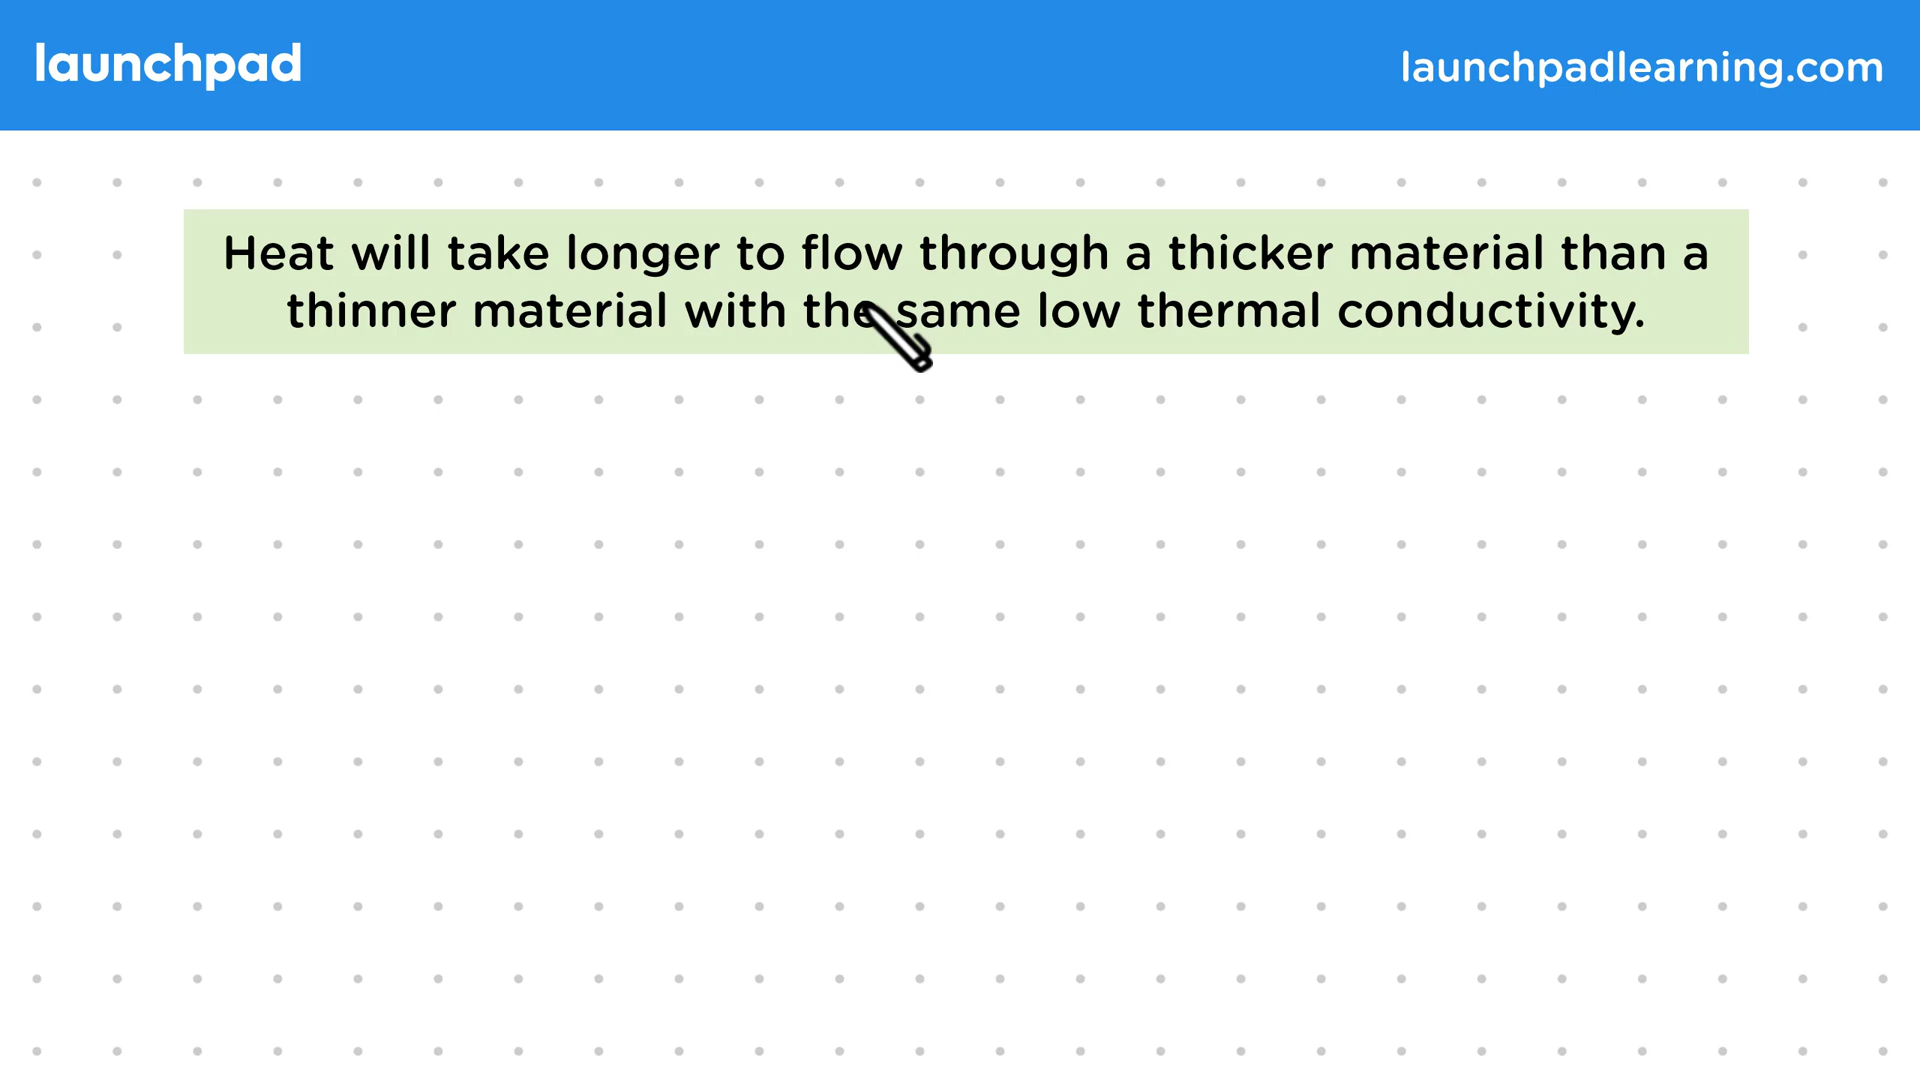 launchpad
launchpadlearning.com
Heat will take longer to flow through a thicker material than a
thinner material with the same low thermal conductivity.